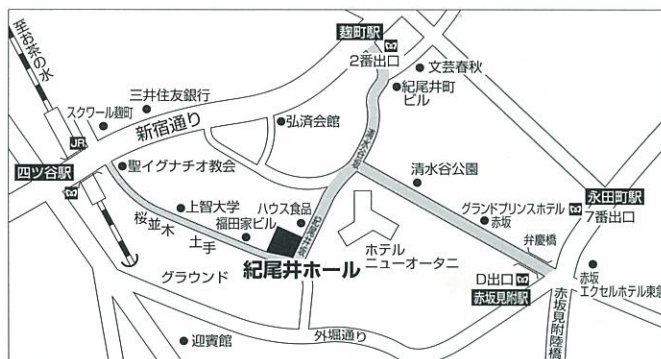 至お茶の水
麹町駅
2番出口
文芸春秋
紀尾井町
ビル
三井住友銀行
スクワール麹町
新宿通り
弘済会館
JR
四ツ谷駅
聖イグナチオ教会
清水谷公園
上智大学
福田家ビル
ハウス食品
紀尾井坂
グランドプリンスホテル
赤坂
永田町駅
7番出口
桜並木
土手
ホテル
ニューオータニ
弁慶橋
グラウンド
紀尾井ホール
D出口
赤坂見附駅
赤坂
エクセルホテル東急
迎賓館
外堀通り
赤坂見附陸橋